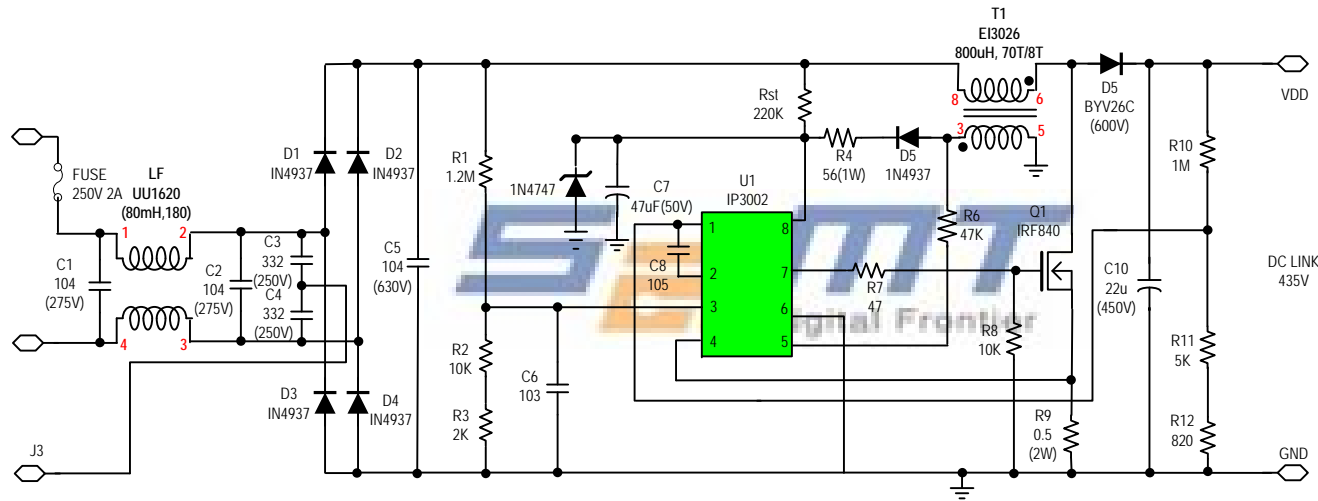 T1
EI3026
800uH, 70T/8T
8
6
3
5
D5
BYV26C
(600V)
VDD
Rst
220K
R4
56(1W)
D5
1N4937
R10
1M
FUSE
250V 2A
LF
UU1620
(80mH,180)
1
2
4
3
D1
IN4937
D2
IN4937
R1
1.2M
1N4747
C7
47uF(50V)
U1
IP3002
1
2
3
4
8
7
6
5
R6
47K
Q1
IRF840
C1
104
(275V)
C2
104
(275V)
C3
332
(250V)
C4
332
(250V)
C5
104
(630V)
C8
105
R7
47
C10
22u
(450V)
DC LINK
435V
Digital Frontier
R8
10K
R2
10K
C6
103
R11
5K
D3
IN4937
D4
IN4937
R3
2K
R9
0.5
(2W)
R12
820
J3
GND